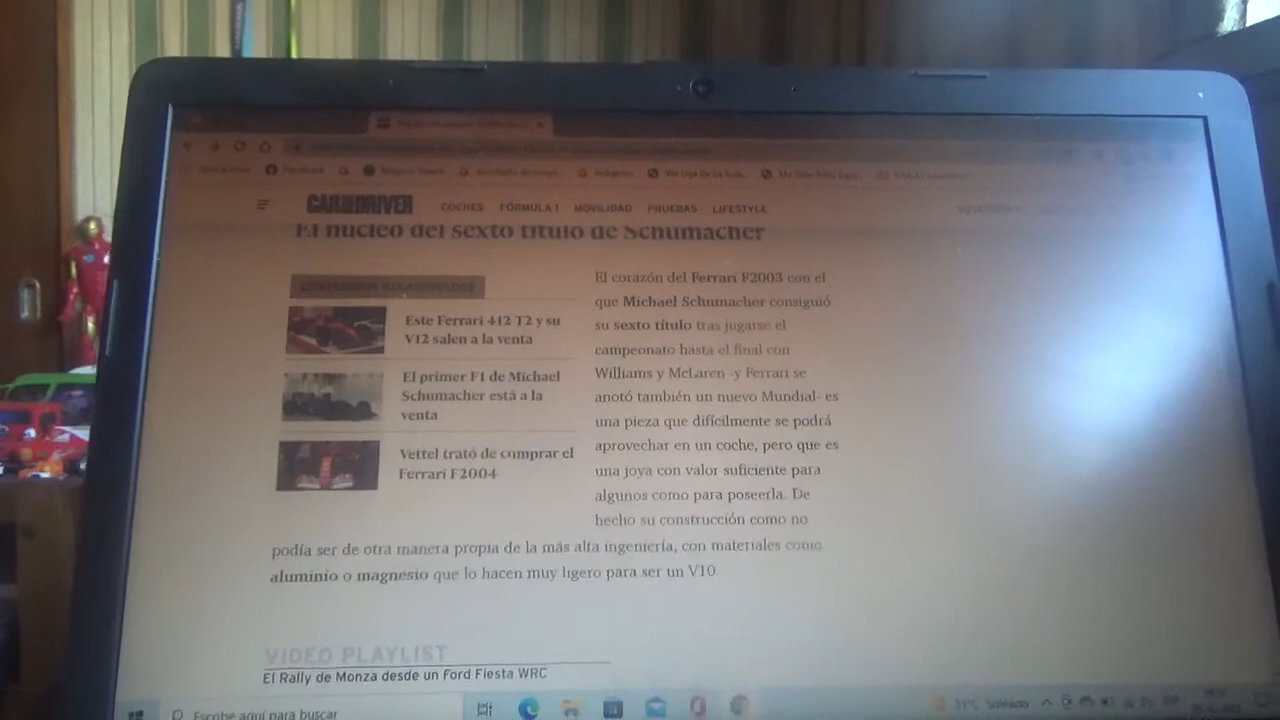 Facebook
CAR AND DRIVER
COCHES FÓRMULA 1 MOVILIDAD PRUEBAS LIFESTYLE
El núcleo del sexto título de Schumacher
CONTENIDOS RELACIONADOS
Este Ferrari 412 T2 y su
V12 salen a la venta
El primer F1 de Michael
Schumacher está a la
venta
Vettel trató de comprar el
Ferrari F2004
El corazón del Ferrari F2003 con el
que Michael Schumacher consiguió
su sexto título tras jugarse el
campeonato hasta el final con
Williams y McLaren -y Ferrari se
anotó también un nuevo Mundial- es
una pieza que difícilmente se podrá
aprovechar en un coche, pero que es
una joya con valor suficiente para
algunos como para poseerla. De
hecho su construcción como no
podía ser de otra manera propia de la más alta ingeniería, con materiales como
aluminio o magnesio que lo hacen muy ligero para ser un V10.
VIDEO PLAYLIST
El Rally de Monza desde un Ford Fiesta WRC
Escribe aquí para buscar
31°C Soleado